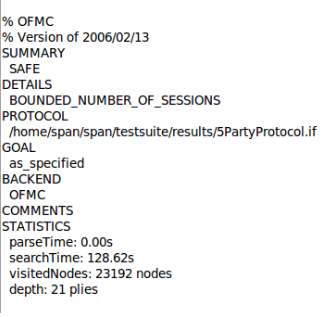 % OFMC
% Version of 2006/02/13
SUMMARY
SAFE
DETAILS
BOUNDED_NUMBER_OF_SESSIONS
PROTOCOL
/home/span/span/testsuite/results/5PartyProtocol.if
GOAL
as_specified
BACKEND
OFMC
COMMENTS
STATISTICS
parseTime: 0.00s
searchTime: 128.62s
visitedNodes: 23192 nodes
depth: 21 plies